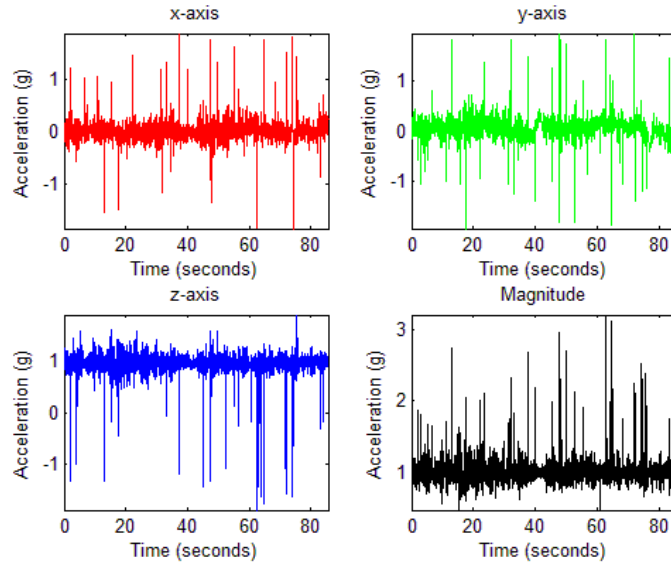 x-axis
y-axis
Acceleration (g)
1
0
-1
0 20 40 60 80
Time (seconds)
Acceleration (g)
1
0
-1
0 20 40 60 80
Time (seconds)
z-axis
Magnitude
Acceleration (g)
1
0
-1
0 20 40 60 80
Time (seconds)
Acceleration (g)
3
2
1
0 20 40 60 80
Time (seconds)